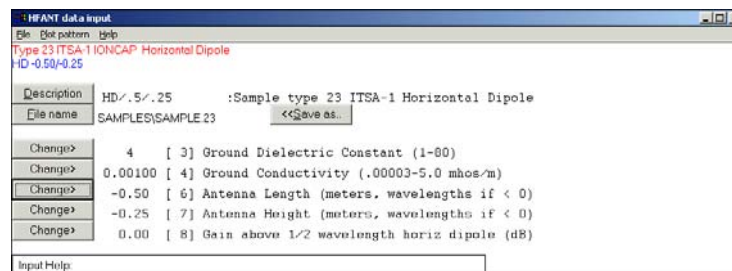 HFANT data input
File Plot pattern Help
Type 23 ITSA-1 IONCAP Horizontal Dipole
HD -0.50/-0.25
Description HD/.5/.25 :Sample type 23 ITSA-1 Horizontal Dipole
File name SAMPLES\SAMPLE.23 <<Save as..
Change> 4 [ 3] Ground Dielectric Constant (1-80)
Change> 0.00100 [ 4] Ground Conductivity (.00003-5.0 mhos/m)
Change> -0.50 [ 6] Antenna Length (meters, wavelengths if < 0)
Change> -0.25 [ 7] Antenna Height (meters, wavelengths if < 0)
Change> 0.00 [ 8] Gain above 1/2 wavelength horiz dipole (dB)
Input Help: